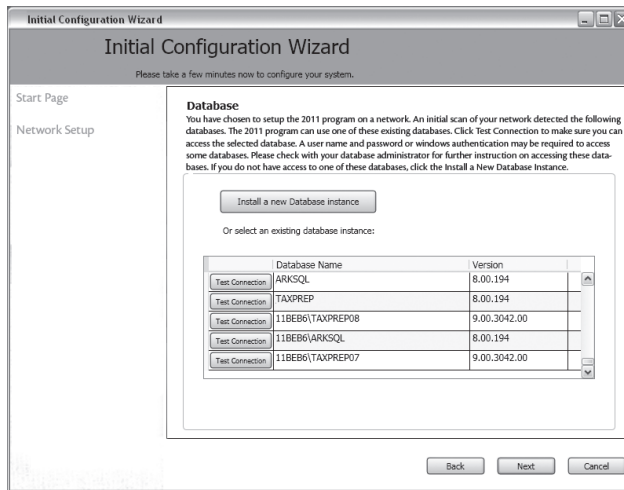 Initial Configuration Wizard
Initial Configuration Wizard
Please take a few minutes now to configure your system.
Start Page
Network Setup
Database
You have chosen to setup the 2011 program on a network. An initial scan of your network detected the following
databases. The 2011 program can use one of these existing databases. Click Test Connection to make sure you can
access the selected database. A user name and password or windows authentication may be required to access
some databases. Please check with your database administrator for further instruction on accessing these data-
bases. If you do not have access to one of these databases, click the Install a New Database Instance.
Install a new Database instance
Or select an existing database instance:
Database Name Version
Test Connection ARKSQL 8.00.194
Test Connection TAXPREP 8.00.194
Test Connection 11BEB6\TAXPREP08 9.00.3042.00
Test Connection 11BEB6\ARKSQL 8.00.194
Test Connection 11BEB6\TAXPREP07 9.00.3042.00
Back Next Cancel